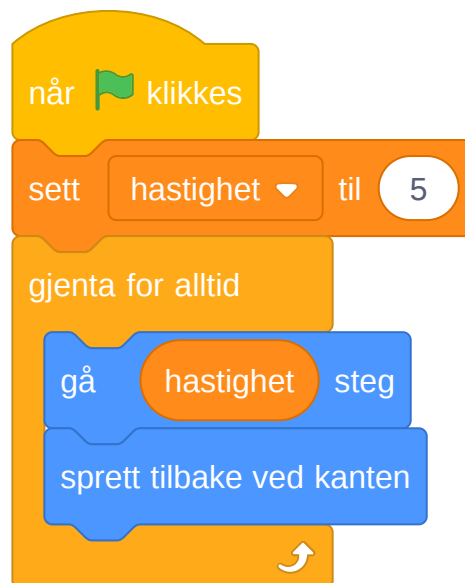 når klikkes
sett hastighet til 5
gjenta for alltid
gå hastighet steg
sprett tilbake ved kanten